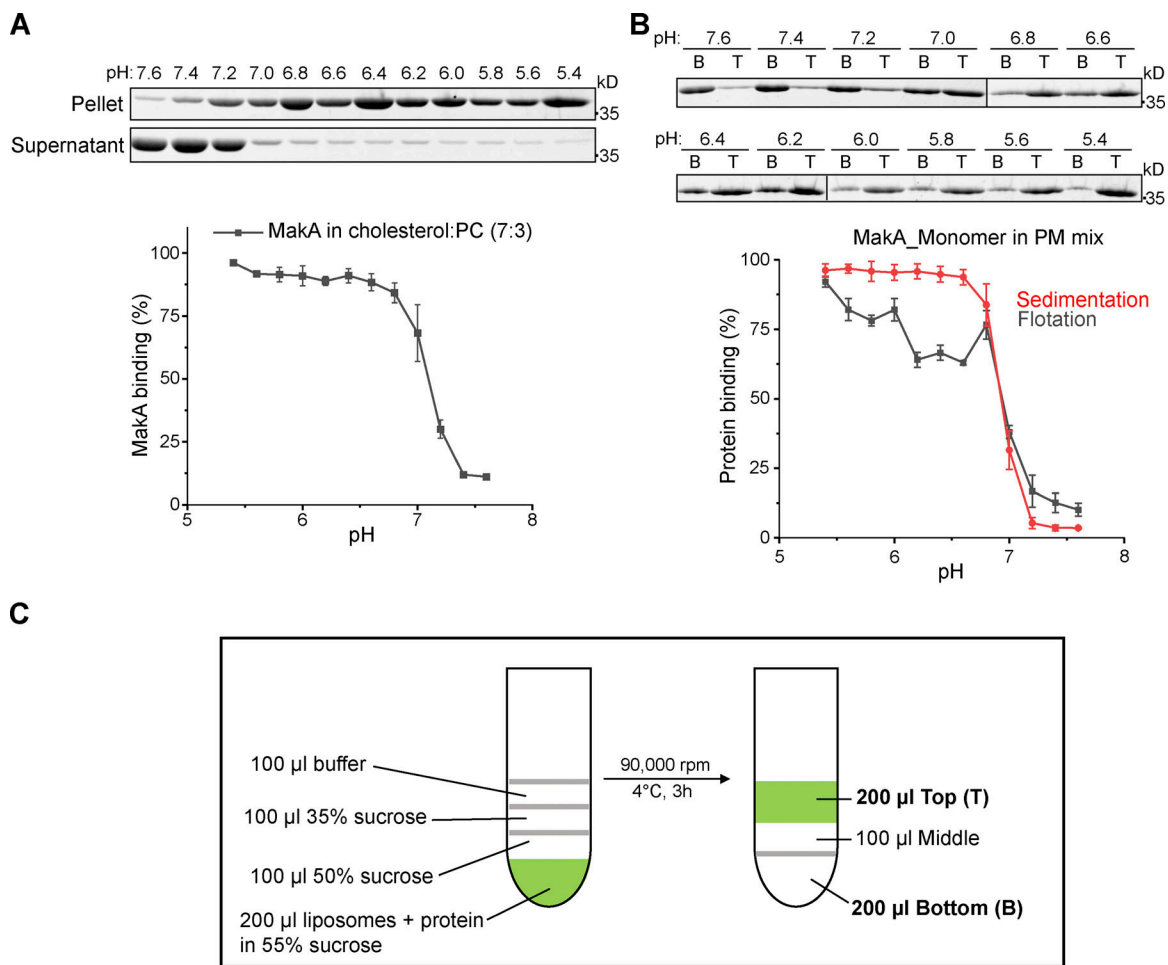 A
pH: 7.6 7.4 7.2 7.0 6.8 6.6 6.4 6.2 6.0 5.8 5.6 5.4 kD
Pellet
35
Supernatant
35
MakA in cholesterol:PC (7:3)
100
75
50
25
0
MakA binding (%)
5 6 7 8
pH
B
pH: 7.6 7.4 7.2 7.0 6.8 6.6
B T B T B T B T B T B T kD
35
pH: 6.4 6.2 6.0 5.8 5.6 5.4
B T B T B T B T B T B T kD
35
MakA_Monomer in PM mix
Sedimentation
Flotation
100
75
50
25
0
Protein binding (%)
5 6 7 8
pH
C
100 µl buffer
100 µl 35% sucrose
100 µl 50% sucrose
200 µl liposomes + protein
in 55% sucrose
90,000 rpm
4°C, 3h
200 µl Top (T)
100 µl Middle
200 µl Bottom (B)